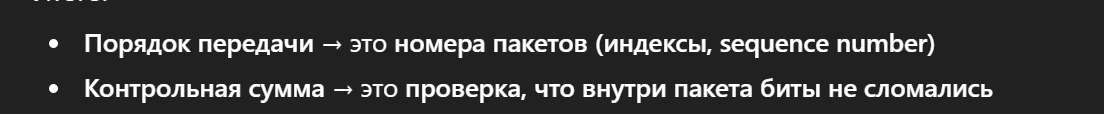 • Порядок передачи → это номера пакетов (индексы, sequence number)
• Контрольная сумма → это проверка, что внутри пакета биты не сломались